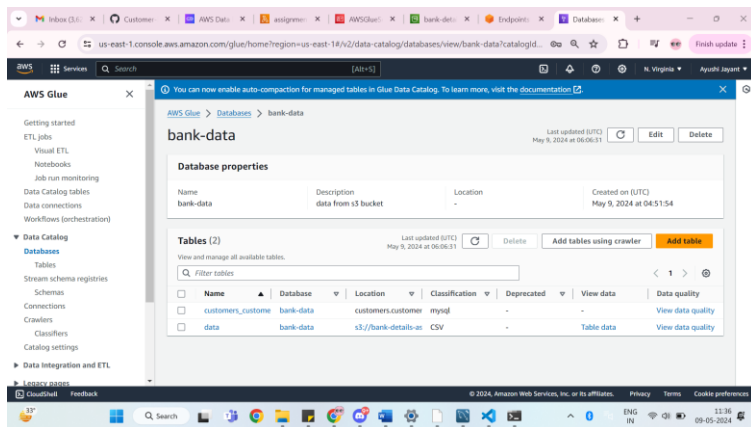 M Inbox (3,6
Customer
AWS Data
assignmen
AWSGlueS
bank-deta
Endpoints
Databases
us-east-1.console.aws.amazon.com/glue/home?region=us-east-1#/v2/data-catalog/databases/view/bank-data?catalogId...
Finish update
aws
Services
Search
[Alt+S]
N. Virginia
Ayushi Jayant
AWS Glue
Getting started
ETL jobs
Visual ETL
Notebooks
Job run monitoring
Data Catalog tables
Data connections
Workflows (orchestration)
Data Catalog
Databases
Tables
Stream schema registries
Schemas
Connections
Crawlers
Classifiers
Catalog settings
Data Integration and ETL
Legacy pages
You can now enable auto-compaction for managed tables in Glue Data Catalog. To learn more, visit the documentation.
AWS Glue > Databases > bank-data
bank-data
Last updated (UTC)
May 9, 2024 at 06:06:31
Edit
Delete
Database properties
Name Description Location Created on (UTC)
bank-data data from s3 bucket - May 9, 2024 at 04:51:54
Tables (2)
View and manage all available tables.
Last updated (UTC)
May 9, 2024 at 06:06:31
Delete
Add tables using crawler
Add table
Filter tables
1
Name Database Location Classification Deprecated View data Data quality
customers_custome bank-data customers.customer mysql - - View data quality
data bank-data s3://bank-details-as CSV - Table data View data quality
CloudShell Feedback
© 2024, Amazon Web Services, Inc. or its affiliates. Privacy Terms Cookie preferences
33°
Search
ENG
IN
11:36
09-05-2024